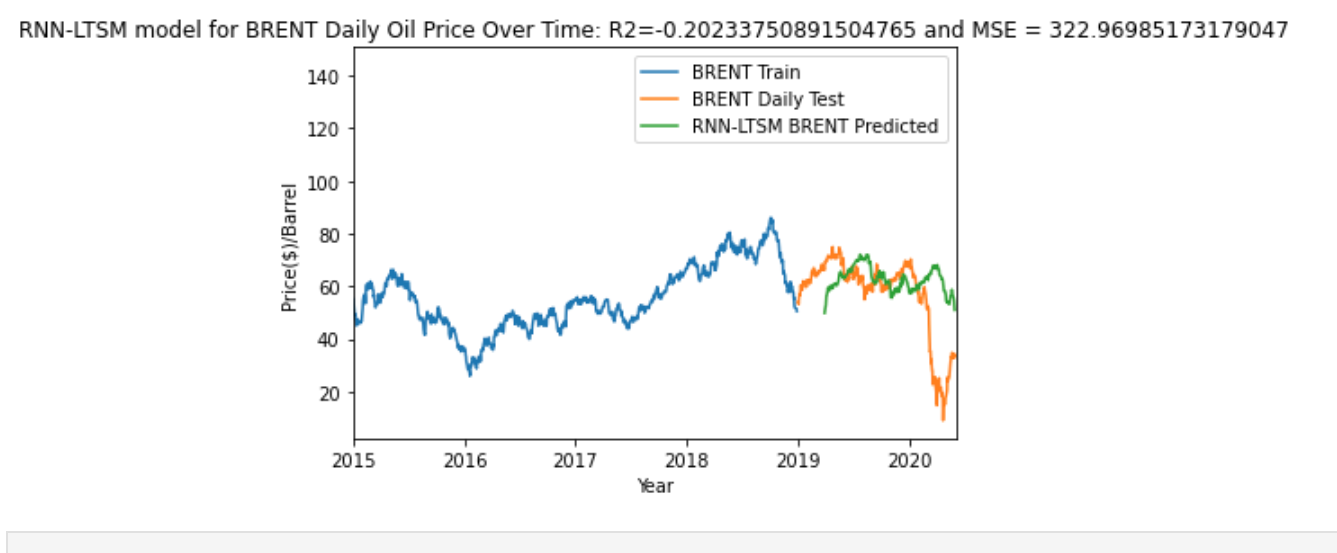 RNN-LTSM model for BRENT Daily Oil Price Over Time: R2=-0.20233750891504765 and MSE = 322.96985173179047
BRENT Train
BRENT Daily Test
RNN-LTSM BRENT Predicted
140
120
100
80
60
40
20
Price($)/Barrel
2015 2016 2017 2018 2019 2020
Year